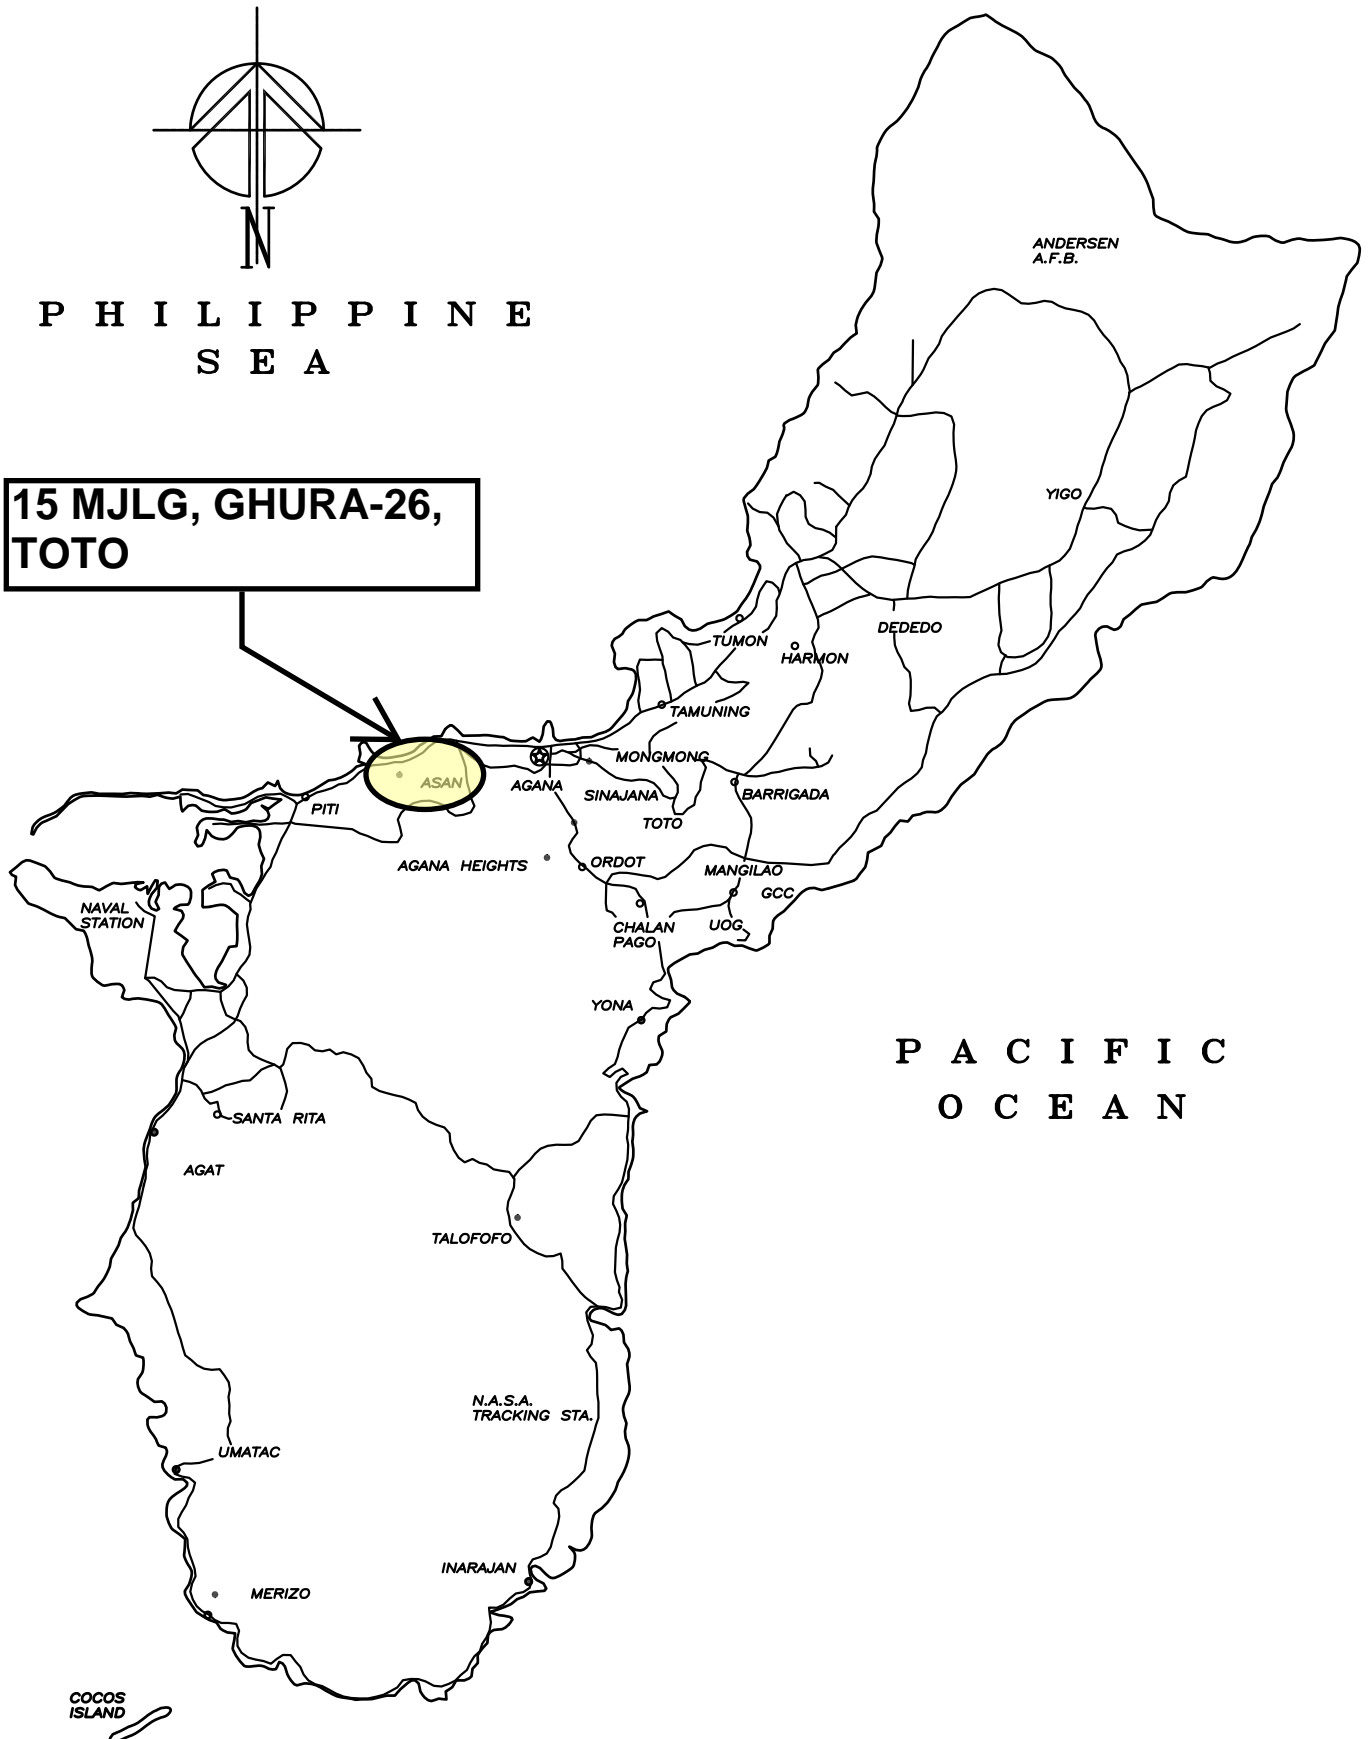 N
PHILIPPINE
SEA
ANDERSEN
A.F.B.
15 MJLG, GHURA-26,
TOTO
YIGO
DEDEDO
TUMON
HARMON
TAMUNING
MONGMONG
ASAN
AGANA
SINAJANA
BARRIGADA
PITI
TOTO
AGANA HEIGHTS
ORDOT
MANGILAO
GCC
NAVAL
STATION
CHALAN
PAGO
UOG
YONA
PACIFIC
OCEAN
SANTA RITA
AGAT
TALOFOFO
N.A.S.A.
TRACKING STA.
UMATAC
INARAJAN
MERIZO
COCOS
ISLAND